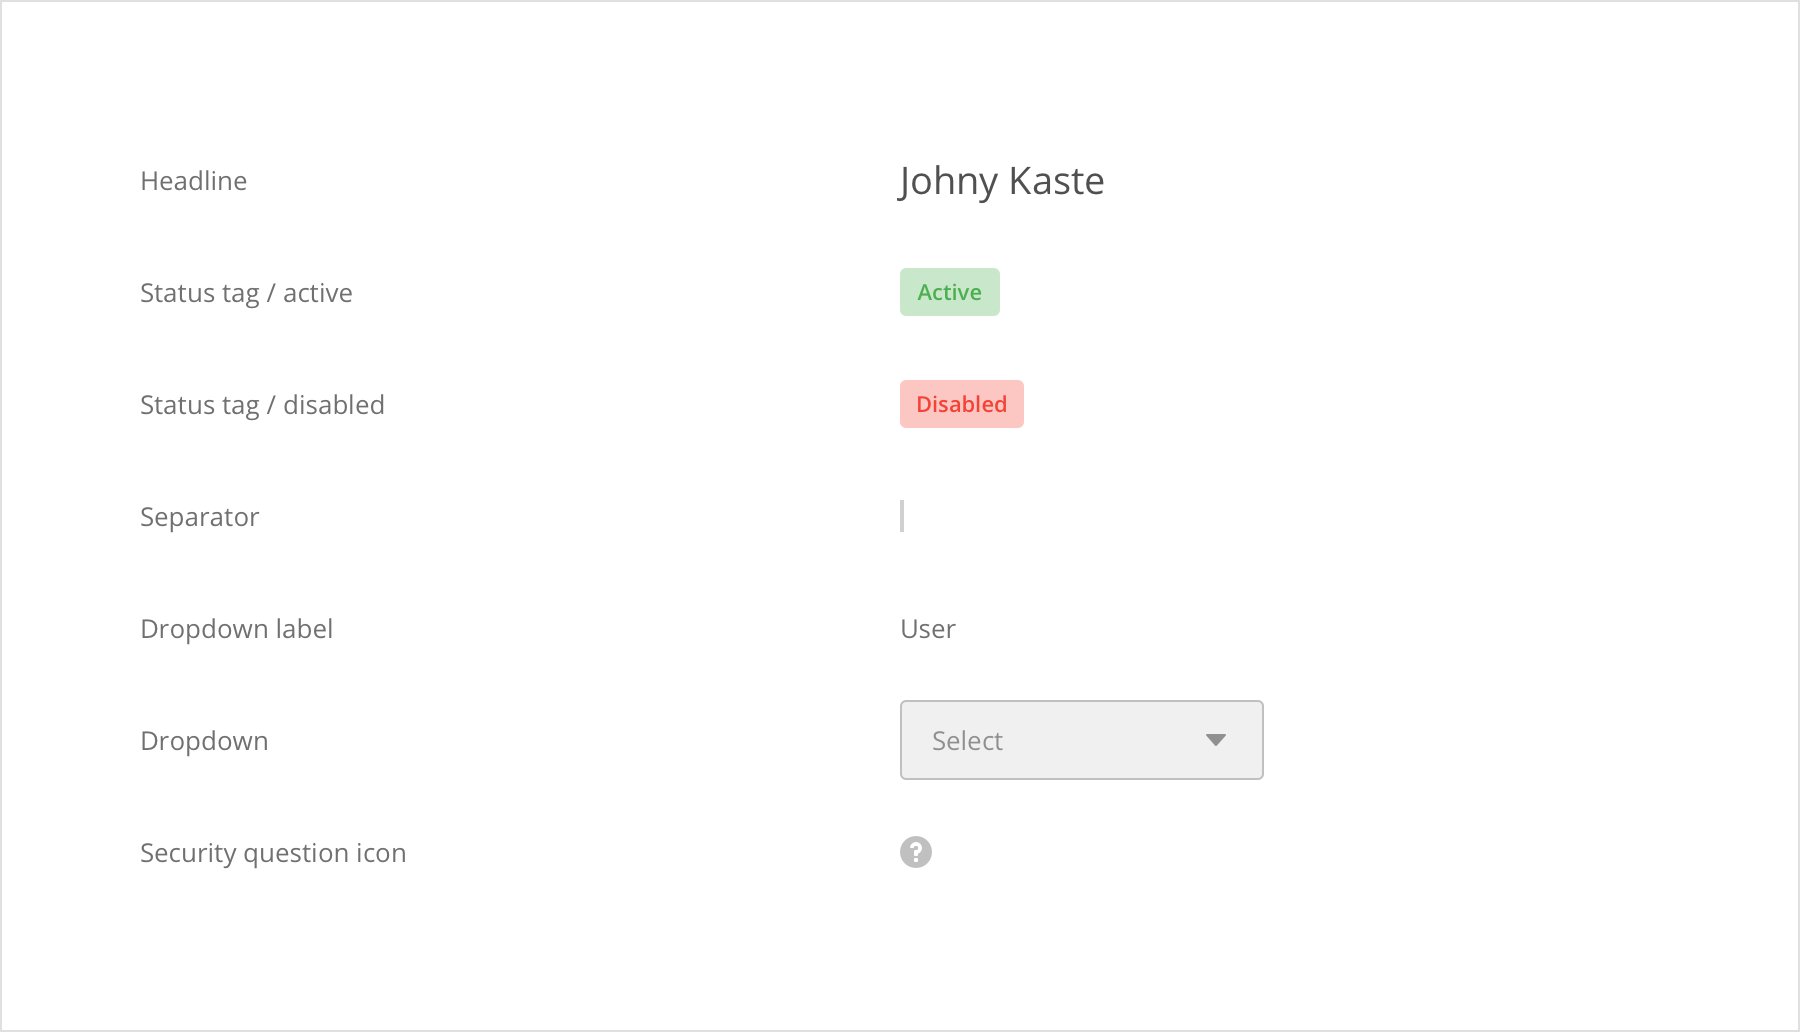 Headline
Johny Kaste
Status tag / active
Active
Status tag / disabled
Disabled
Separator
Dropdown label
User
Dropdown
Select
Security question icon
?